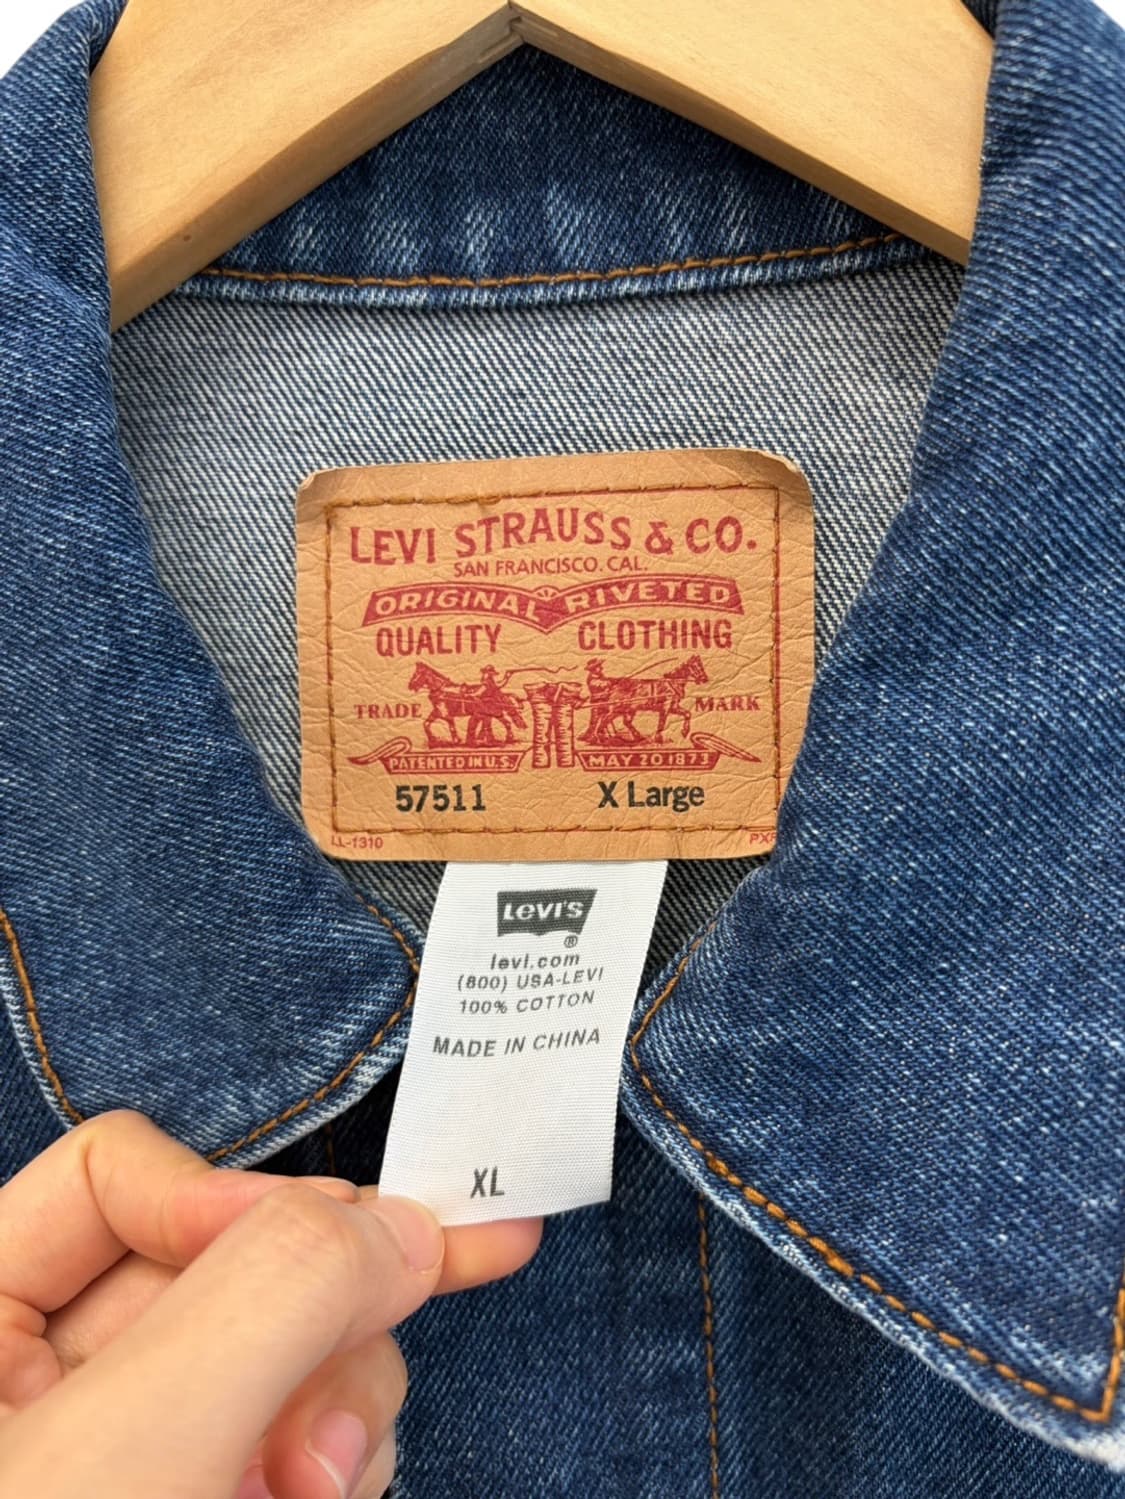 LEVI STRAUSS & CO.
SAN FRANCISCO. CAL.
ORIGINAL RIVETED
QUALITY CLOTHING
TRADE MARK
PATENTED IN U.S. MAY 20 1873
57511 X Large
LL-1310
Levi's
®
levi.com
(800) USA-LEVI
100% COTTON
MADE IN CHINA
XL